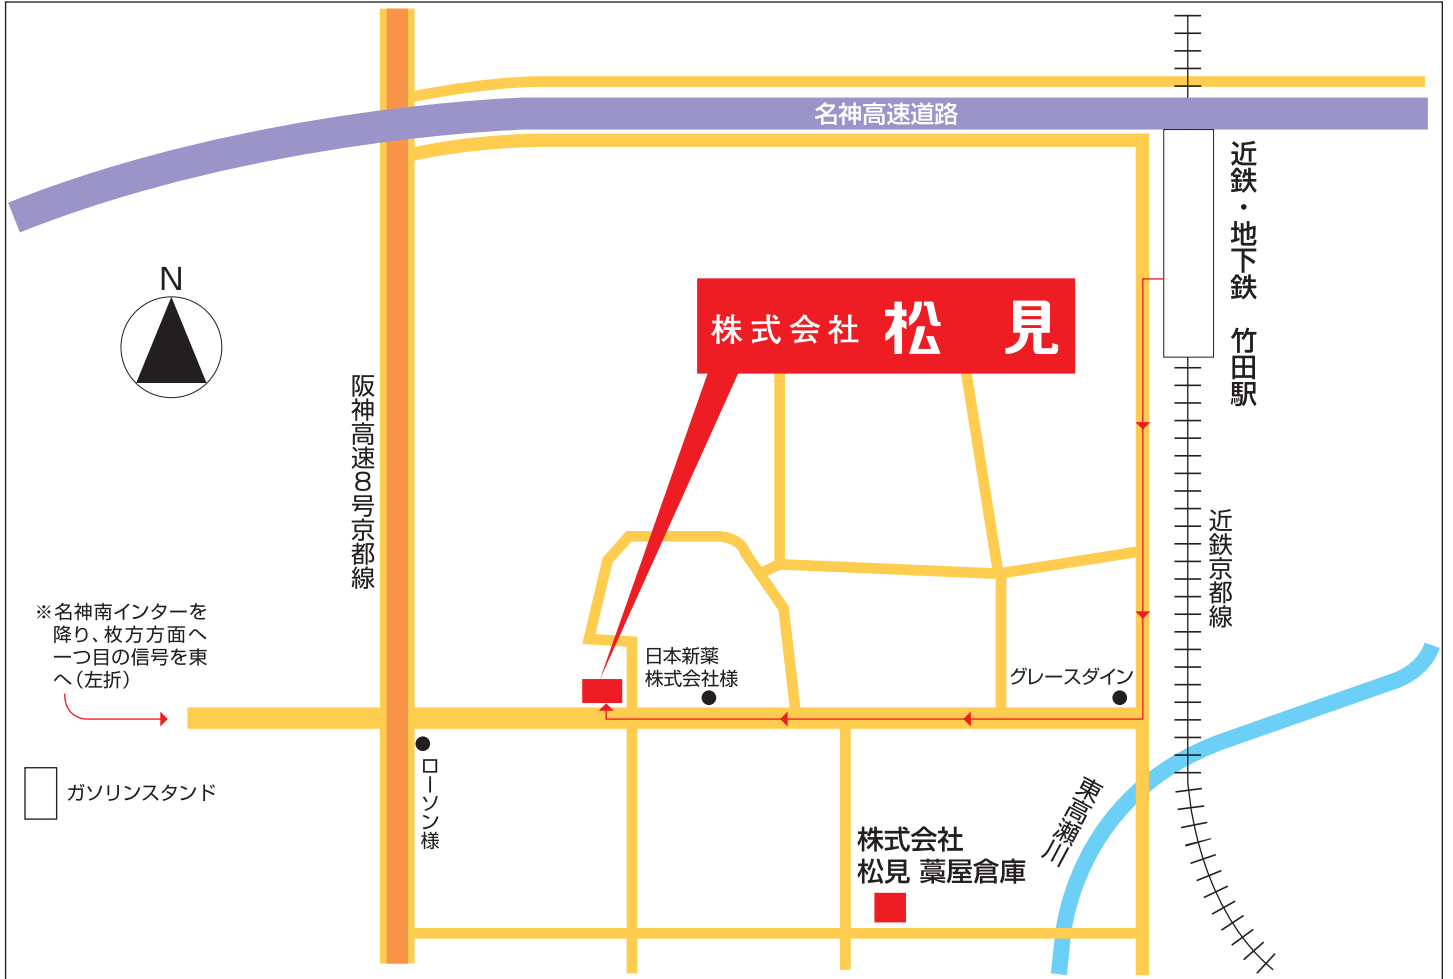 名神高速道路
近鉄・地下鉄 竹田駅
N
株式会社 松 見
阪神高速8号京都線
近鉄京都線
※名神南インターを
降り、枚方方面へ
一つ目の信号を東
へ(左折)
日本新薬
株式会社様
グレースダイン
ガソリンスタンド
ローソン様
東高瀬川
株式会社
松見 藁屋倉庫